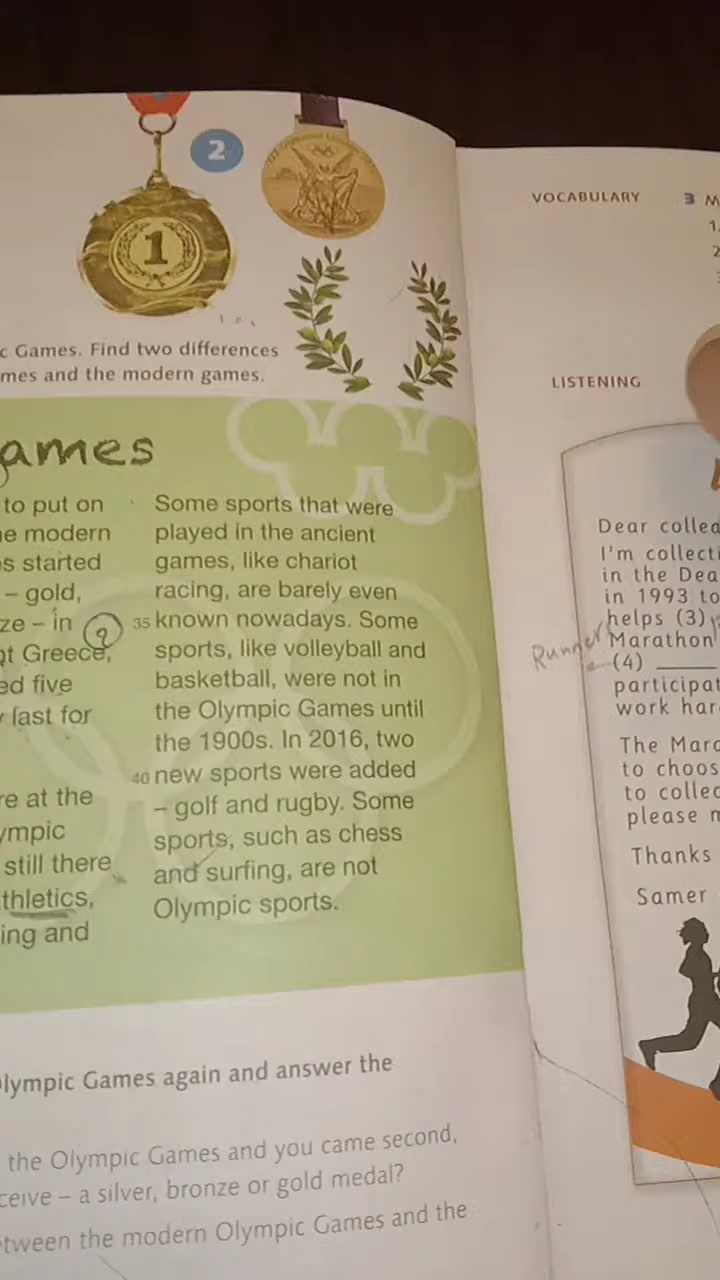 2
1
c Games. Find two differences
mes and the modern games.
ames
to put on
e modern
s started
– gold,
ze – in
t Greece,
ed five
last for
re at the
ympic
still there
thletics,
ing and
Some sports that were
played in the ancient
games, like chariot
racing, are barely even
35 known nowadays. Some
sports, like volleyball and
basketball, were not in
the Olympic Games until
the 1900s. In 2016, two
40 new sports were added
– golf and rugby. Some
sports, such as chess
and surfing, are not
Olympic sports.
lympic Games again and answer the
the Olympic Games and you came second,
ceive – a silver, bronze or gold medal?
tween the modern Olympic Games and the
VOCABULARY 3 M
1.
2
LISTENING
Dear collea
I'm collecti
in the Dea
in 1993 to
helps (3)
Runner
Marathon
(4)
participat
work har
The Mara
to choos
to collec
please m
Thanks
Samer